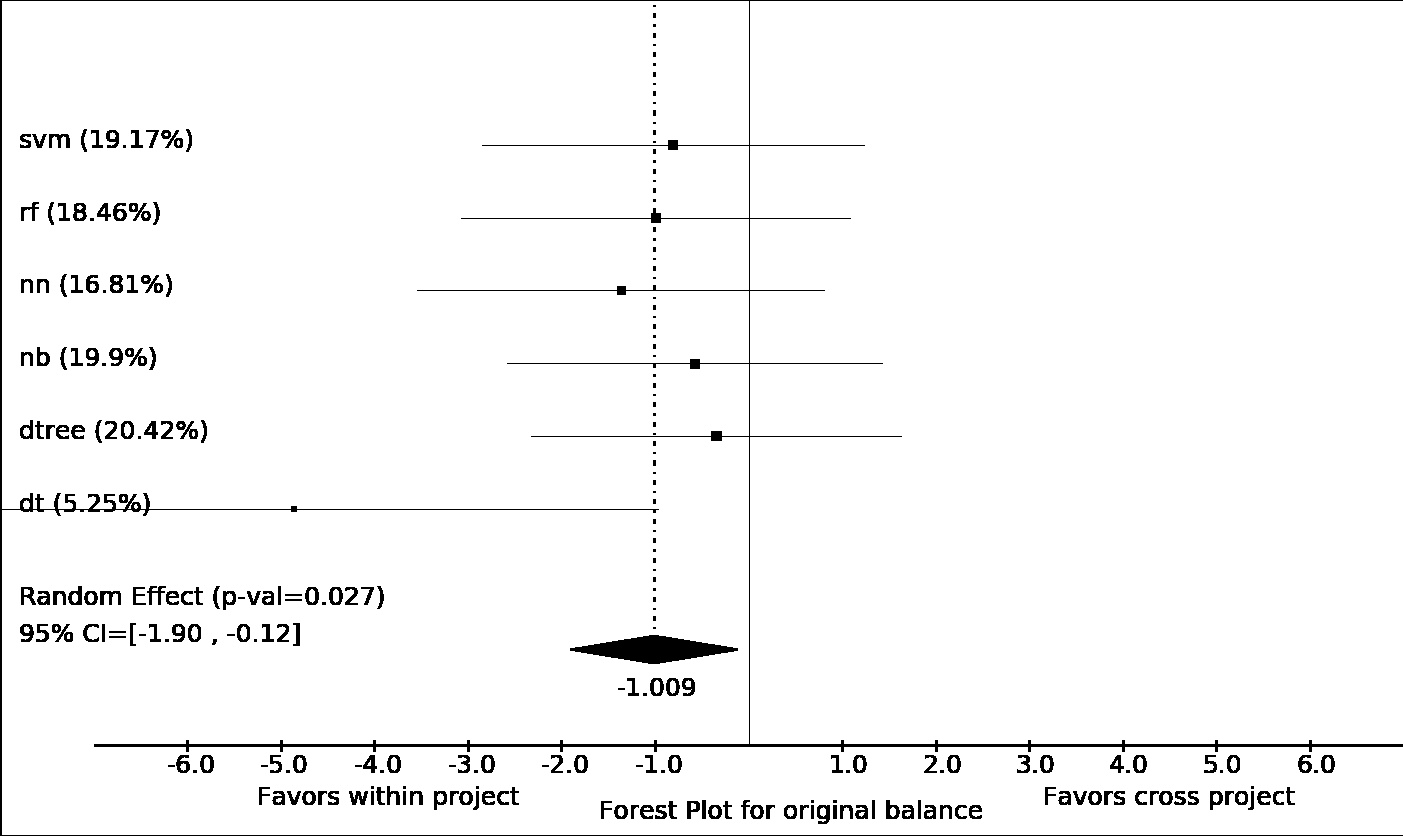 svm (19.17%)
rf (18.46%)
nn (16.81%)
nb (19.9%)
dtree (20.42%)
dt (5.25%)
Random Effect (p-val=0.027)
95% CI=[-1.90 , -0.12]
-1.009
-6.0 -5.0 -4.0 -3.0 -2.0 -1.0 1.0 2.0 3.0 4.0 5.0 6.0
Favors within project Favors cross project
Forest Plot for original balance